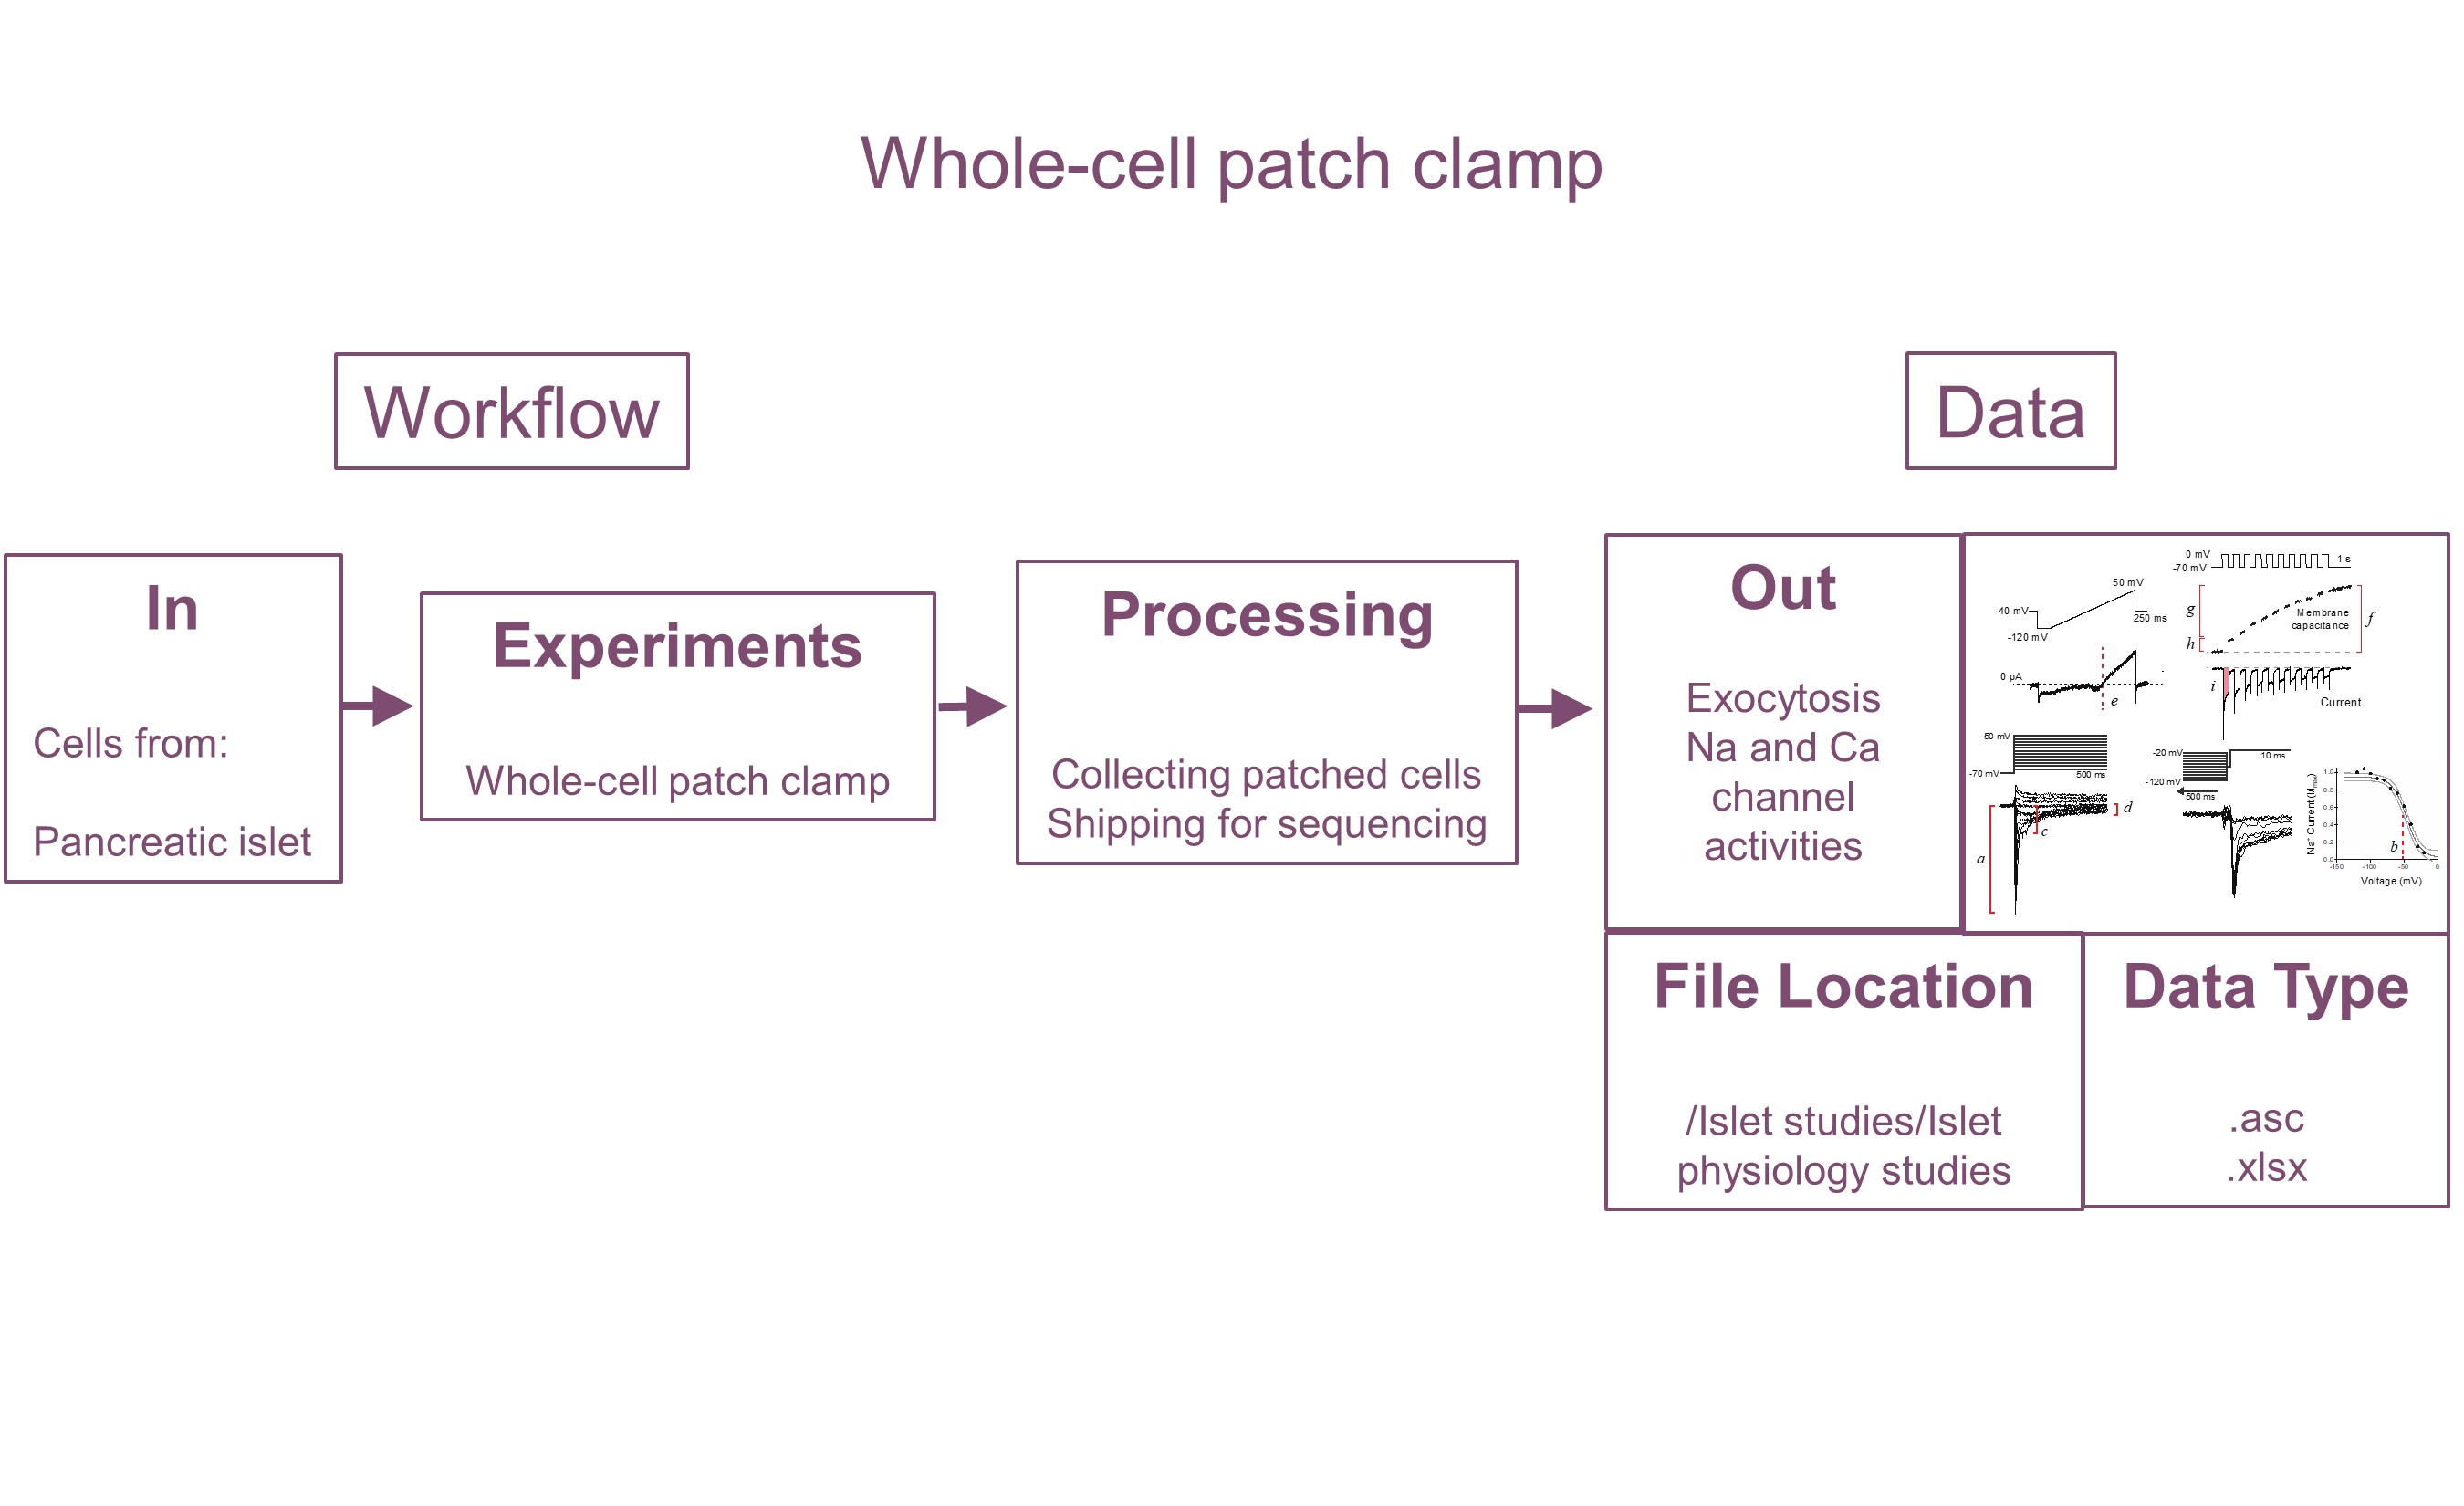 Whole-cell patch clamp
Workflow
Data
In
Cells from:
Pancreatic islet
Experiments
Whole-cell patch clamp
Processing
Collecting patched cells
Shipping for sequencing
Out
Exocytosis
Na and Ca
channel
activities
50 mV
-40 mV
250 ms
-120 mV
0 pA
e
0 mV
1 s
-70 mV
g
Membrane
capacitance
f
h
i
Current
50 mV
-70 mV
500 ms
d
c
a
-20 mV
10 ms
-120 mV
500 ms
Na⁺ Current (I/Imax)
1.0
0.8
0.6
0.4
0.2
0.0
b
-150
-100
-50
0
Voltage (mV)
File Location
/Islet studies/Islet
physiology studies
Data Type
.asc
.xlsx